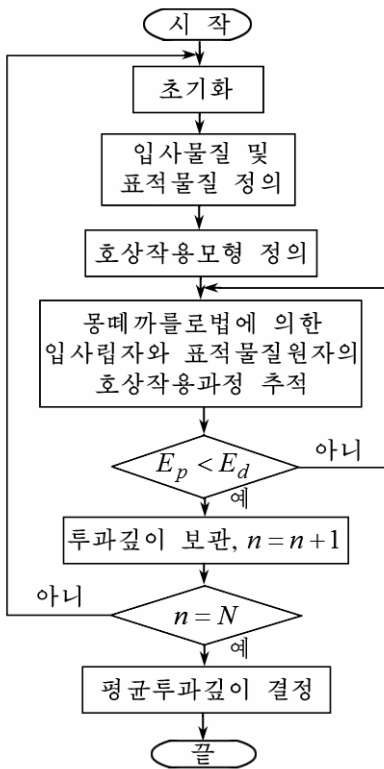 시 작
초기화
입사물질 및
표적물질 정의
호상작용모형 정의
몽떼까를로법에 의한
입사립자와 표적물질원자의
호상작용과정 추적
E_p < E_d
아니
예
투과깊이 보관, n = n + 1
아니
n = N
예
평균투과깊이 결정
끝